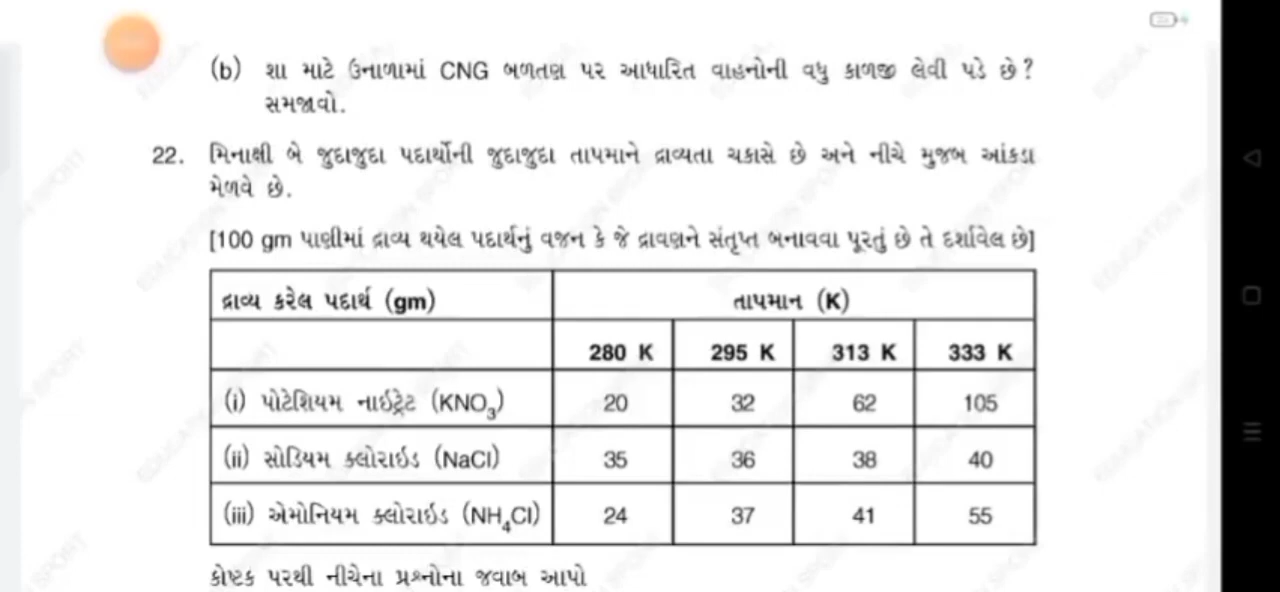 (b) શા માટે ઉનાળામાં CNG બળતણ પર આધારિત વાહનોની વધુ કાળજી લેવી પડે છે?
સમજાવો.
22. મિનાક્ષી બે જુદાજુદા પદાર્થોની જુદાજુદા તાપમાને દ્રાવ્યતા ચકાસે છે અને નીચે મુજબ આંકડા
મેળવે છે.
[100 gm પાણીમાં દ્રાવ્ય થયેલ પદાર્થનું વજન કે જે દ્રાવણને સંતૃપ્ત બનાવવા પૂરતું છે તે દર્શાવેલ છે]
દ્રાવ્ય કરેલ પદાર્થ (gm) તાપમાન (K)
280 K 295 K 313 K 333 K
(i) પોટેશિયમ નાઈટ્રેટ (KNO₃) 20 32 62 105
(ii) સોડિયમ ક્લોરાઇડ (NaCl) 35 36 38 40
(iii) એમોનિયમ ક્લોરાઇડ (NH₄Cl) 24 37 41 55
કોષ્ટક પરથી નીચેના પ્રશ્નોના જવાબ આપો